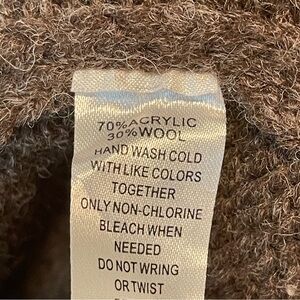 70%ACRYLIC
30%WOOL
HAND WASH COLD
WITH LIKE COLORS
TOGETHER
ONLY NON-CHLORINE
BLEACH WHEN
NEEDED
DO NOT WRING
OR TWIST